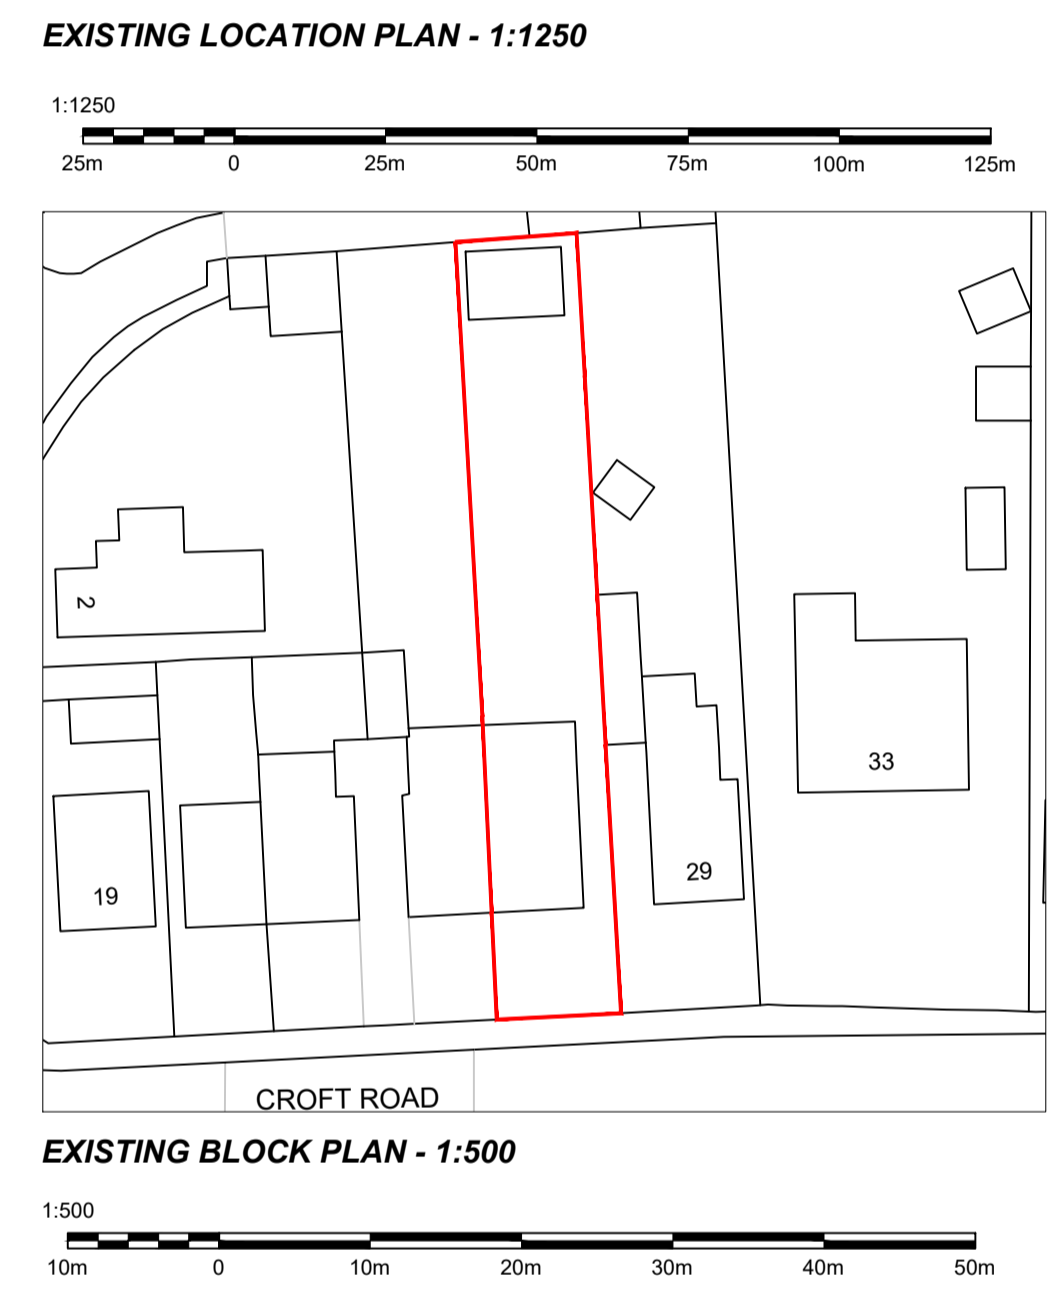 EXISTING LOCATION PLAN - 1:1250
1:1250
25m 0 25m 50m 75m 100m 125m
2
33
29
19
CROFT ROAD
EXISTING BLOCK PLAN - 1:500
1:500
10m 0 10m 20m 30m 40m 50m